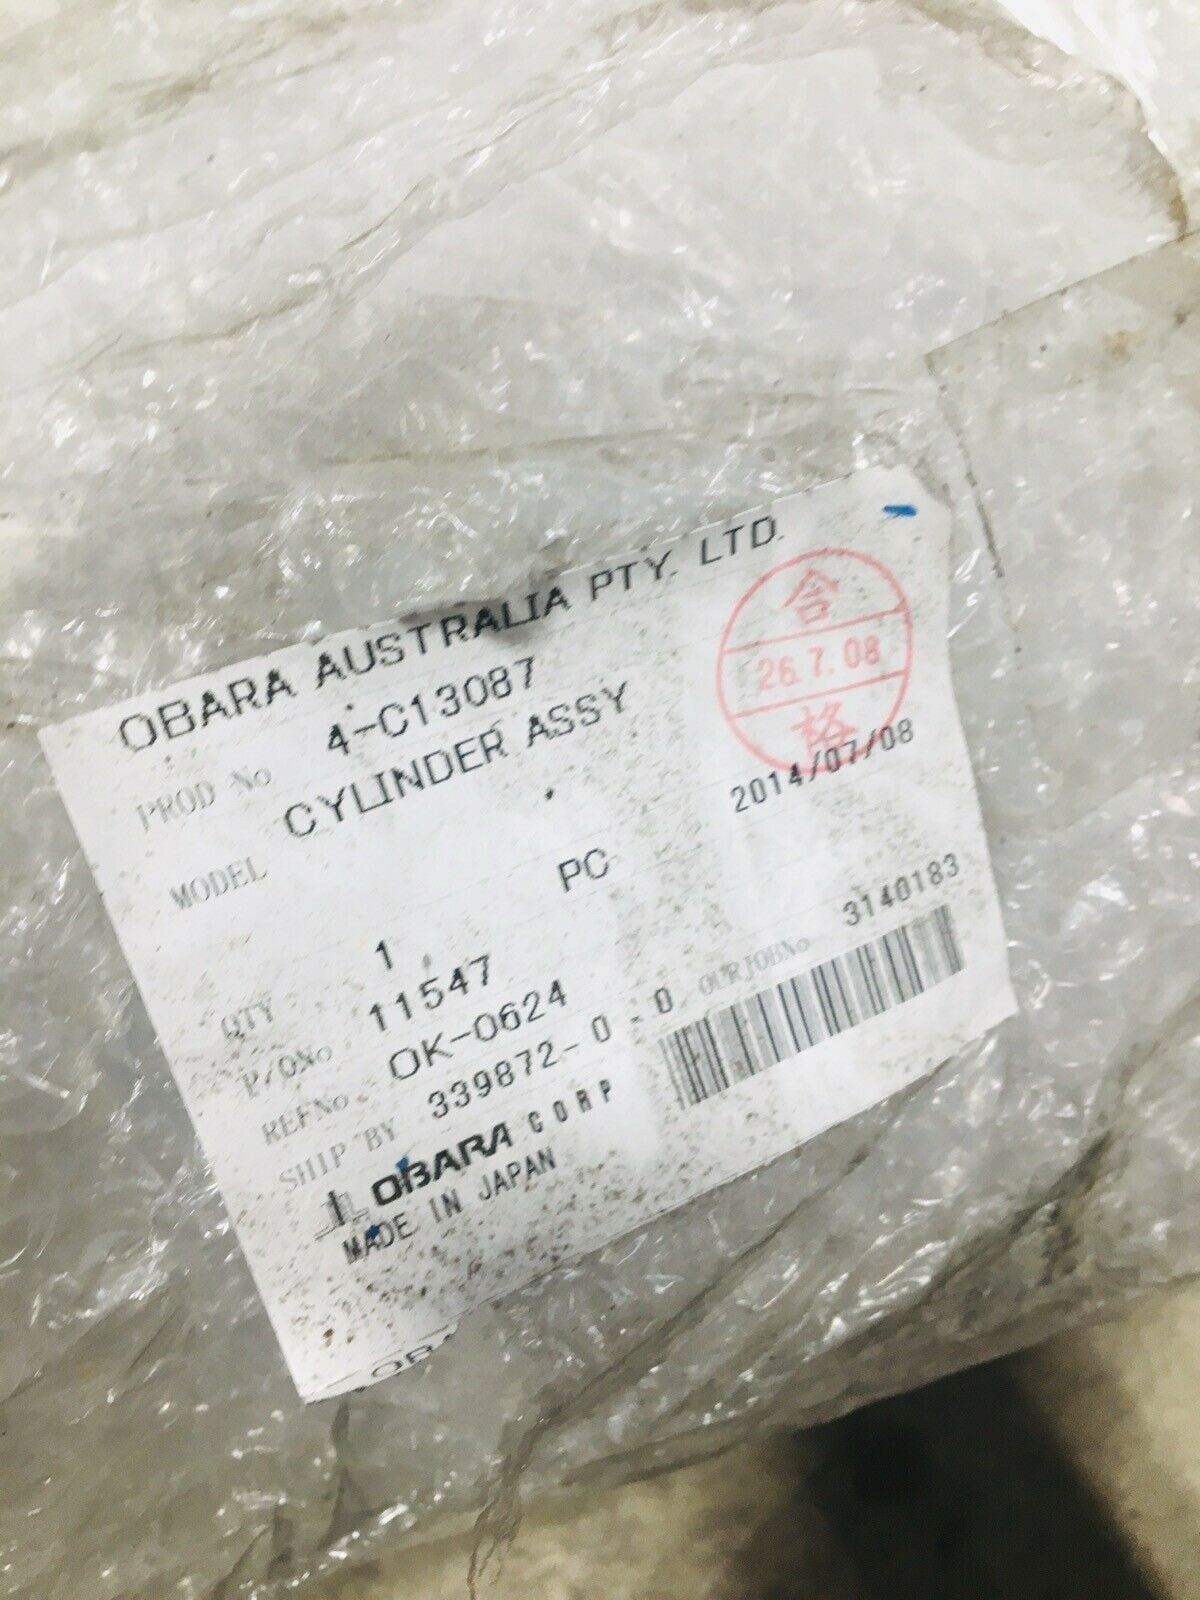 OBARA AUSTRALIA PTY. LTD.
PROD No 4-C13087
MODEL CYLINDER ASSY
合
26.7.08
格
2014/07/08
QTY 1 PC
P/ONo 11547
REFNo OK-0624 OURJOBNo 3140183
SHIP BY 339872-0-0
OBARA CORP
MADE IN JAPAN